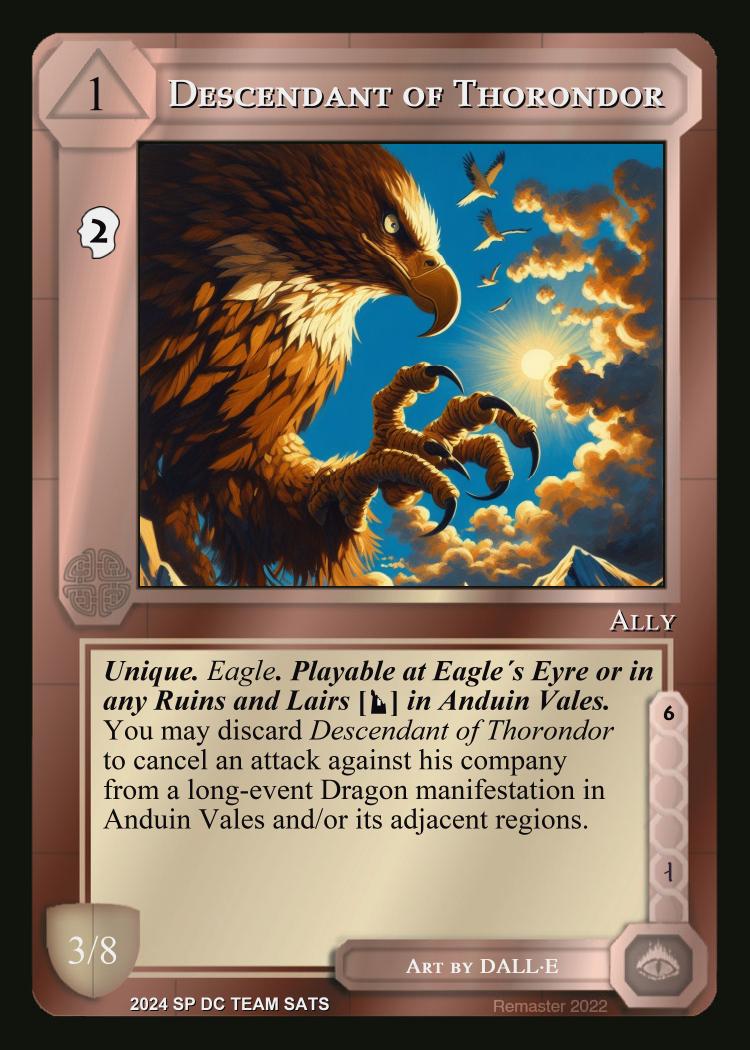 1
DESCENDANT OF THORONDOR
2
ALLY
Unique. Eagle. Playable at Eagle´s Eyre or in
any Ruins and Lairs [] in Anduin Vales.
You may discard Descendant of Thorondor
to cancel an attack against his company
from a long-event Dragon manifestation in
Anduin Vales and/or its adjacent regions.
6
3/8
ART BY DALL·E
2024 SP DC TEAM SATS
Remaster 2022